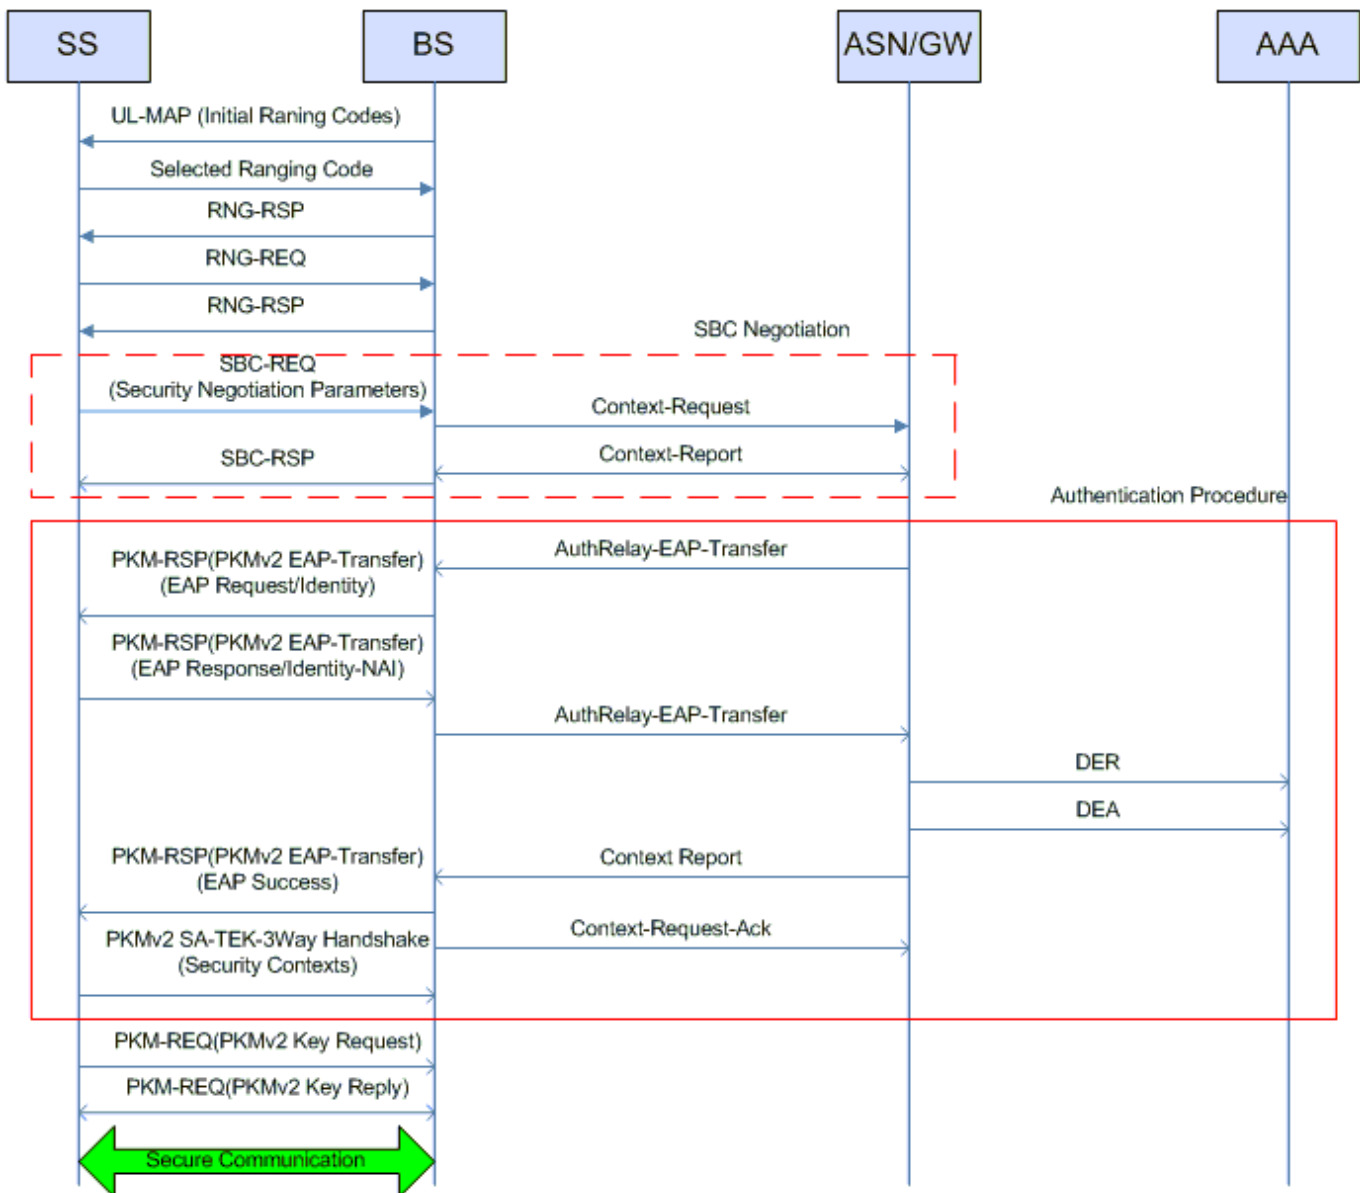 SS
BS
ASN/GW
AAA
UL-MAP (Initial Raning Codes)
Selected Ranging Code
RNG-RSP
RNG-REQ
RNG-RSP
SBC Negotiation
SBC-REQ
(Security Negotiation Parameters)
Context-Request
Context-Report
SBC-RSP
Authentication Procedure
AuthRelay-EAP-Transfer
PKM-RSP(PKMv2 EAP-Transfer)
(EAP Request/Identity)
PKM-RSP(PKMv2 EAP-Transfer)
(EAP Response/Identity-NAI)
AuthRelay-EAP-Transfer
DER
DEA
PKM-RSP(PKMv2 EAP-Transfer)
(EAP Success)
Context Report
Context-Request-Ack
PKMv2 SA-TEK-3Way Handshake
(Security Contexts)
PKM-REQ(PKMv2 Key Request)
PKM-REQ(PKMv2 Key Reply)
Secure Communication